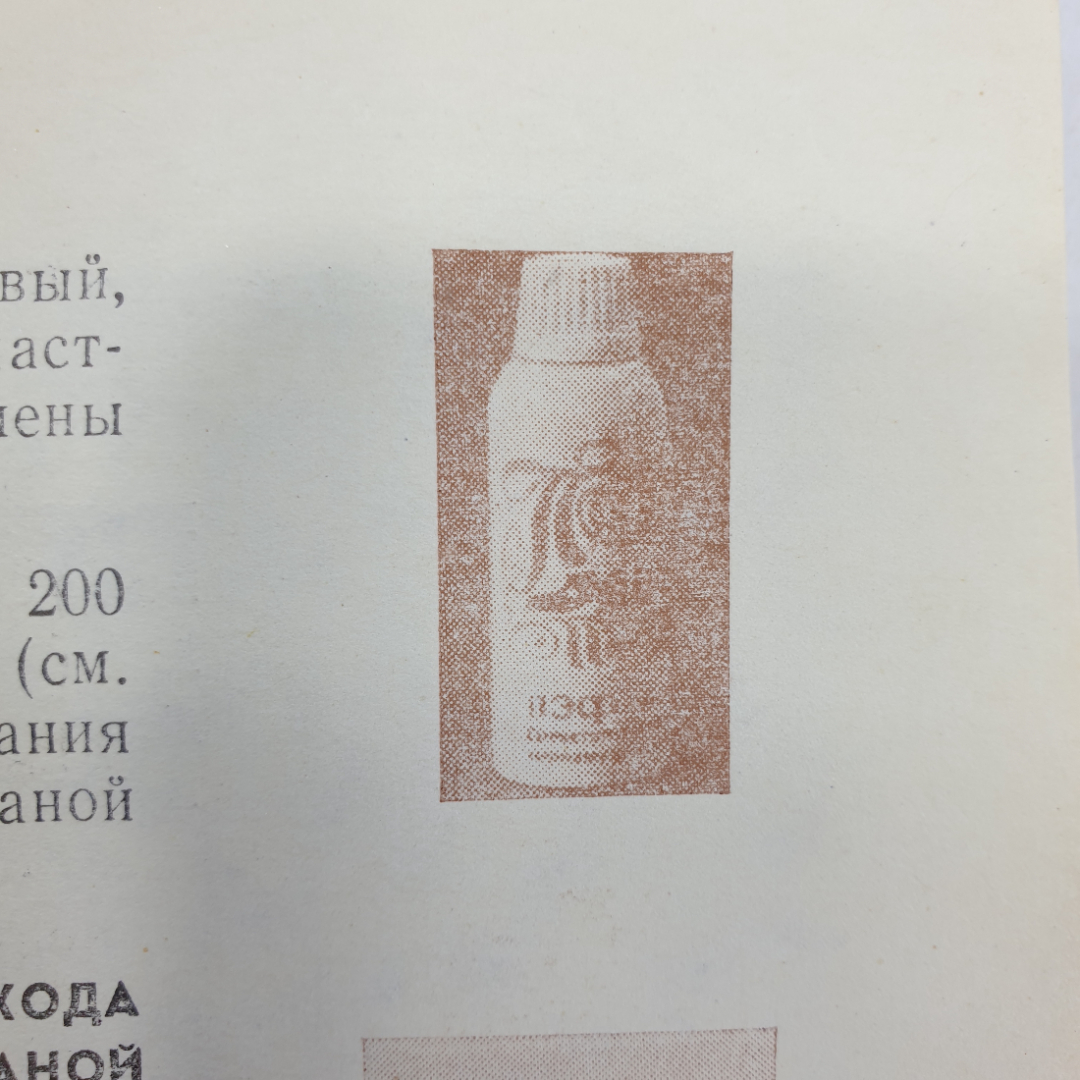 вый,
аст-
мены
200
(см.
ания
аной
ХОДА
АНОЙ